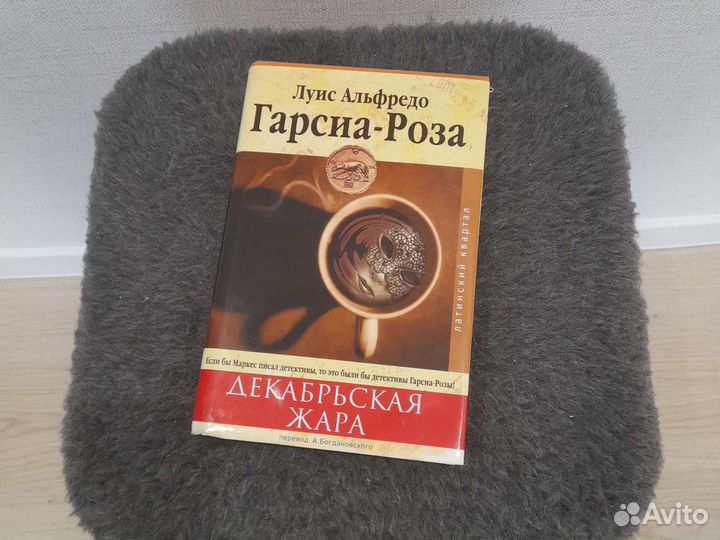 Луис Альфредо
Гарсиа-Роза
латинский квартал
Если бы Маркес писал детективы, то это были бы детективы Гарсиа-Розы!
ДЕКАБРЬСКАЯ
ЖАРА
перевод А.Богдановского
Avito